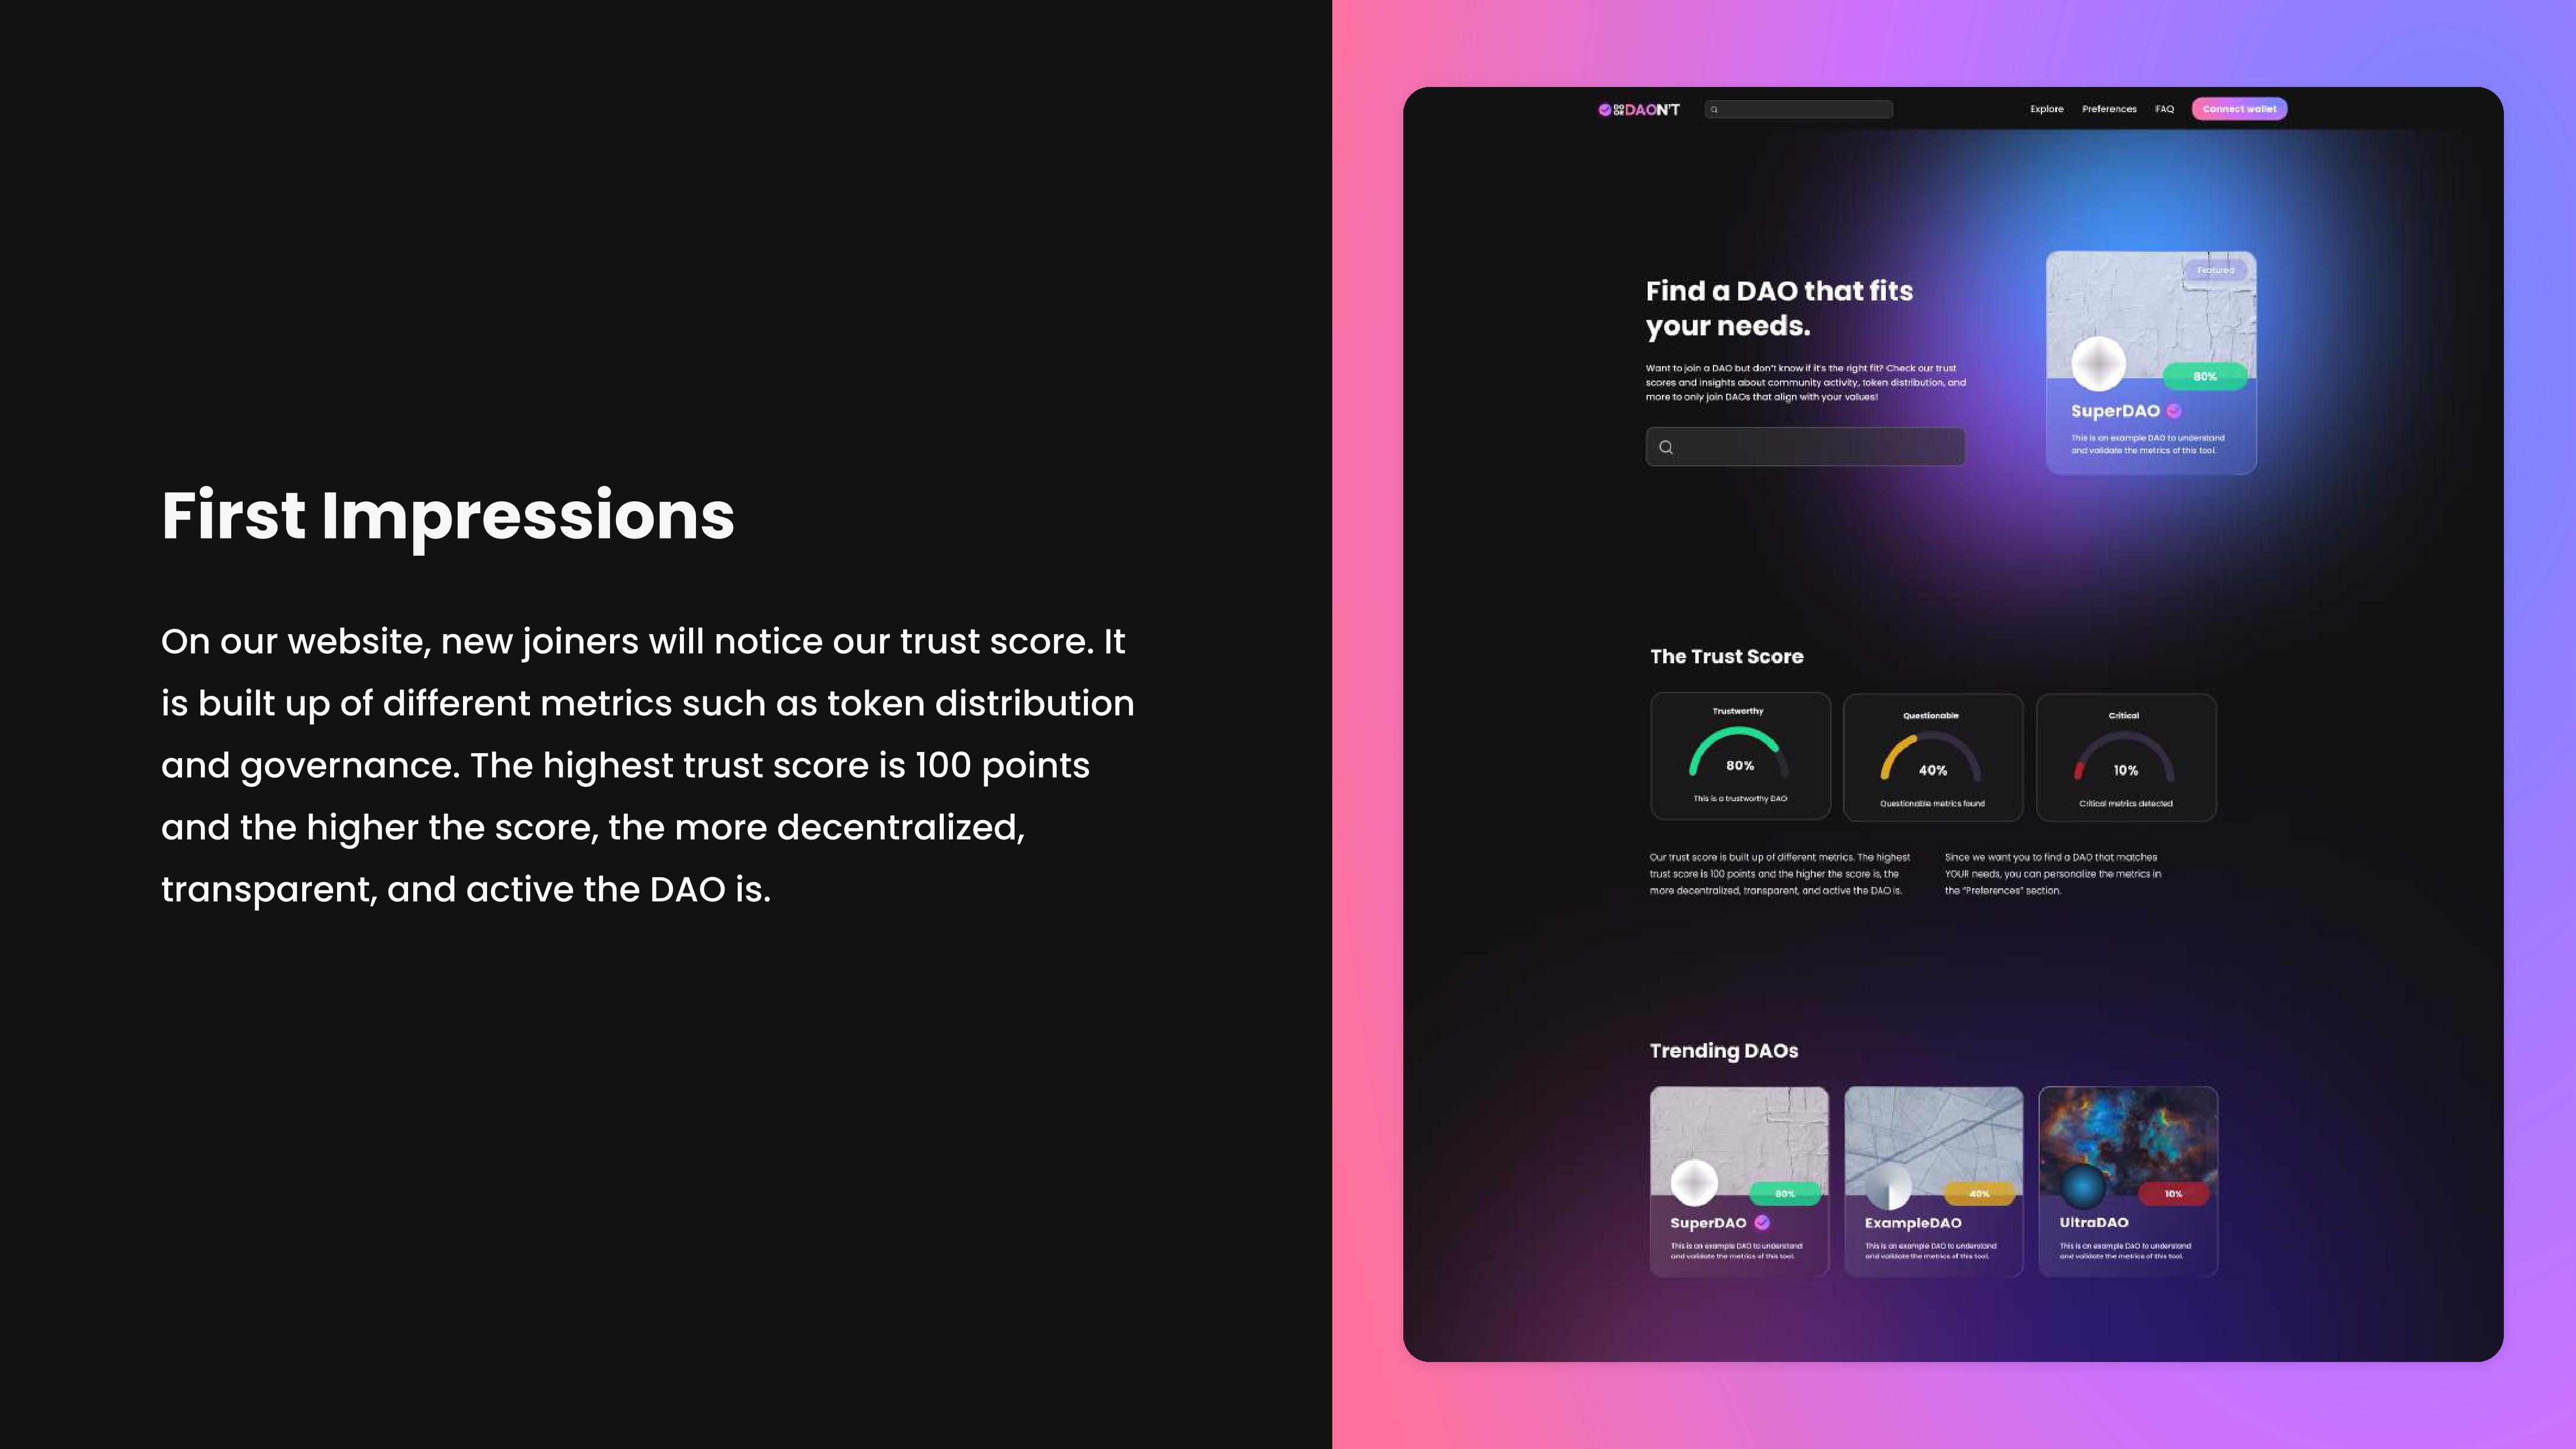 First Impressions
On our website, new joiners will notice our trust score. It
is built up of different metrics such as token distribution
and governance. The highest trust score is 100 points
and the higher the score, the more decentralized,
transparent, and active the DAO is.
DO OR DAON'T
Explore Preferences FAQ Connect wallet
Find a DAO that fits
your needs.
Want to join a DAO but don't know if it's the right fit? Check our trust
scores and insights about community activity, token distribution, and
more to only join DAOs that align with your values!
Featured
80%
SuperDAO
This is an example DAO to understand
and validate the metrics of this tool.
The Trust Score
Trustworthy
80%
This is a trustworthy DAO
Questionable
40%
Questionable metrics found
Critical
10%
Critical metrics detected
Our trust score is built up of different metrics. The highest
trust score is 100 points and the higher the score is, the
more decentralized, transparent, and active the DAO is.
Since we want you to find a DAO that matches
YOUR needs, you can personalize the metrics in
the "Preferences" section.
Trending DAOs
80%
SuperDAO
This is an example DAO to understand
and validate the metrics of this tool.
40%
ExampleDAO
This is an example DAO to understand
and validate the metrics of this tool.
10%
UltraDAO
This is an example DAO to understand
and validate the metrics of this tool.